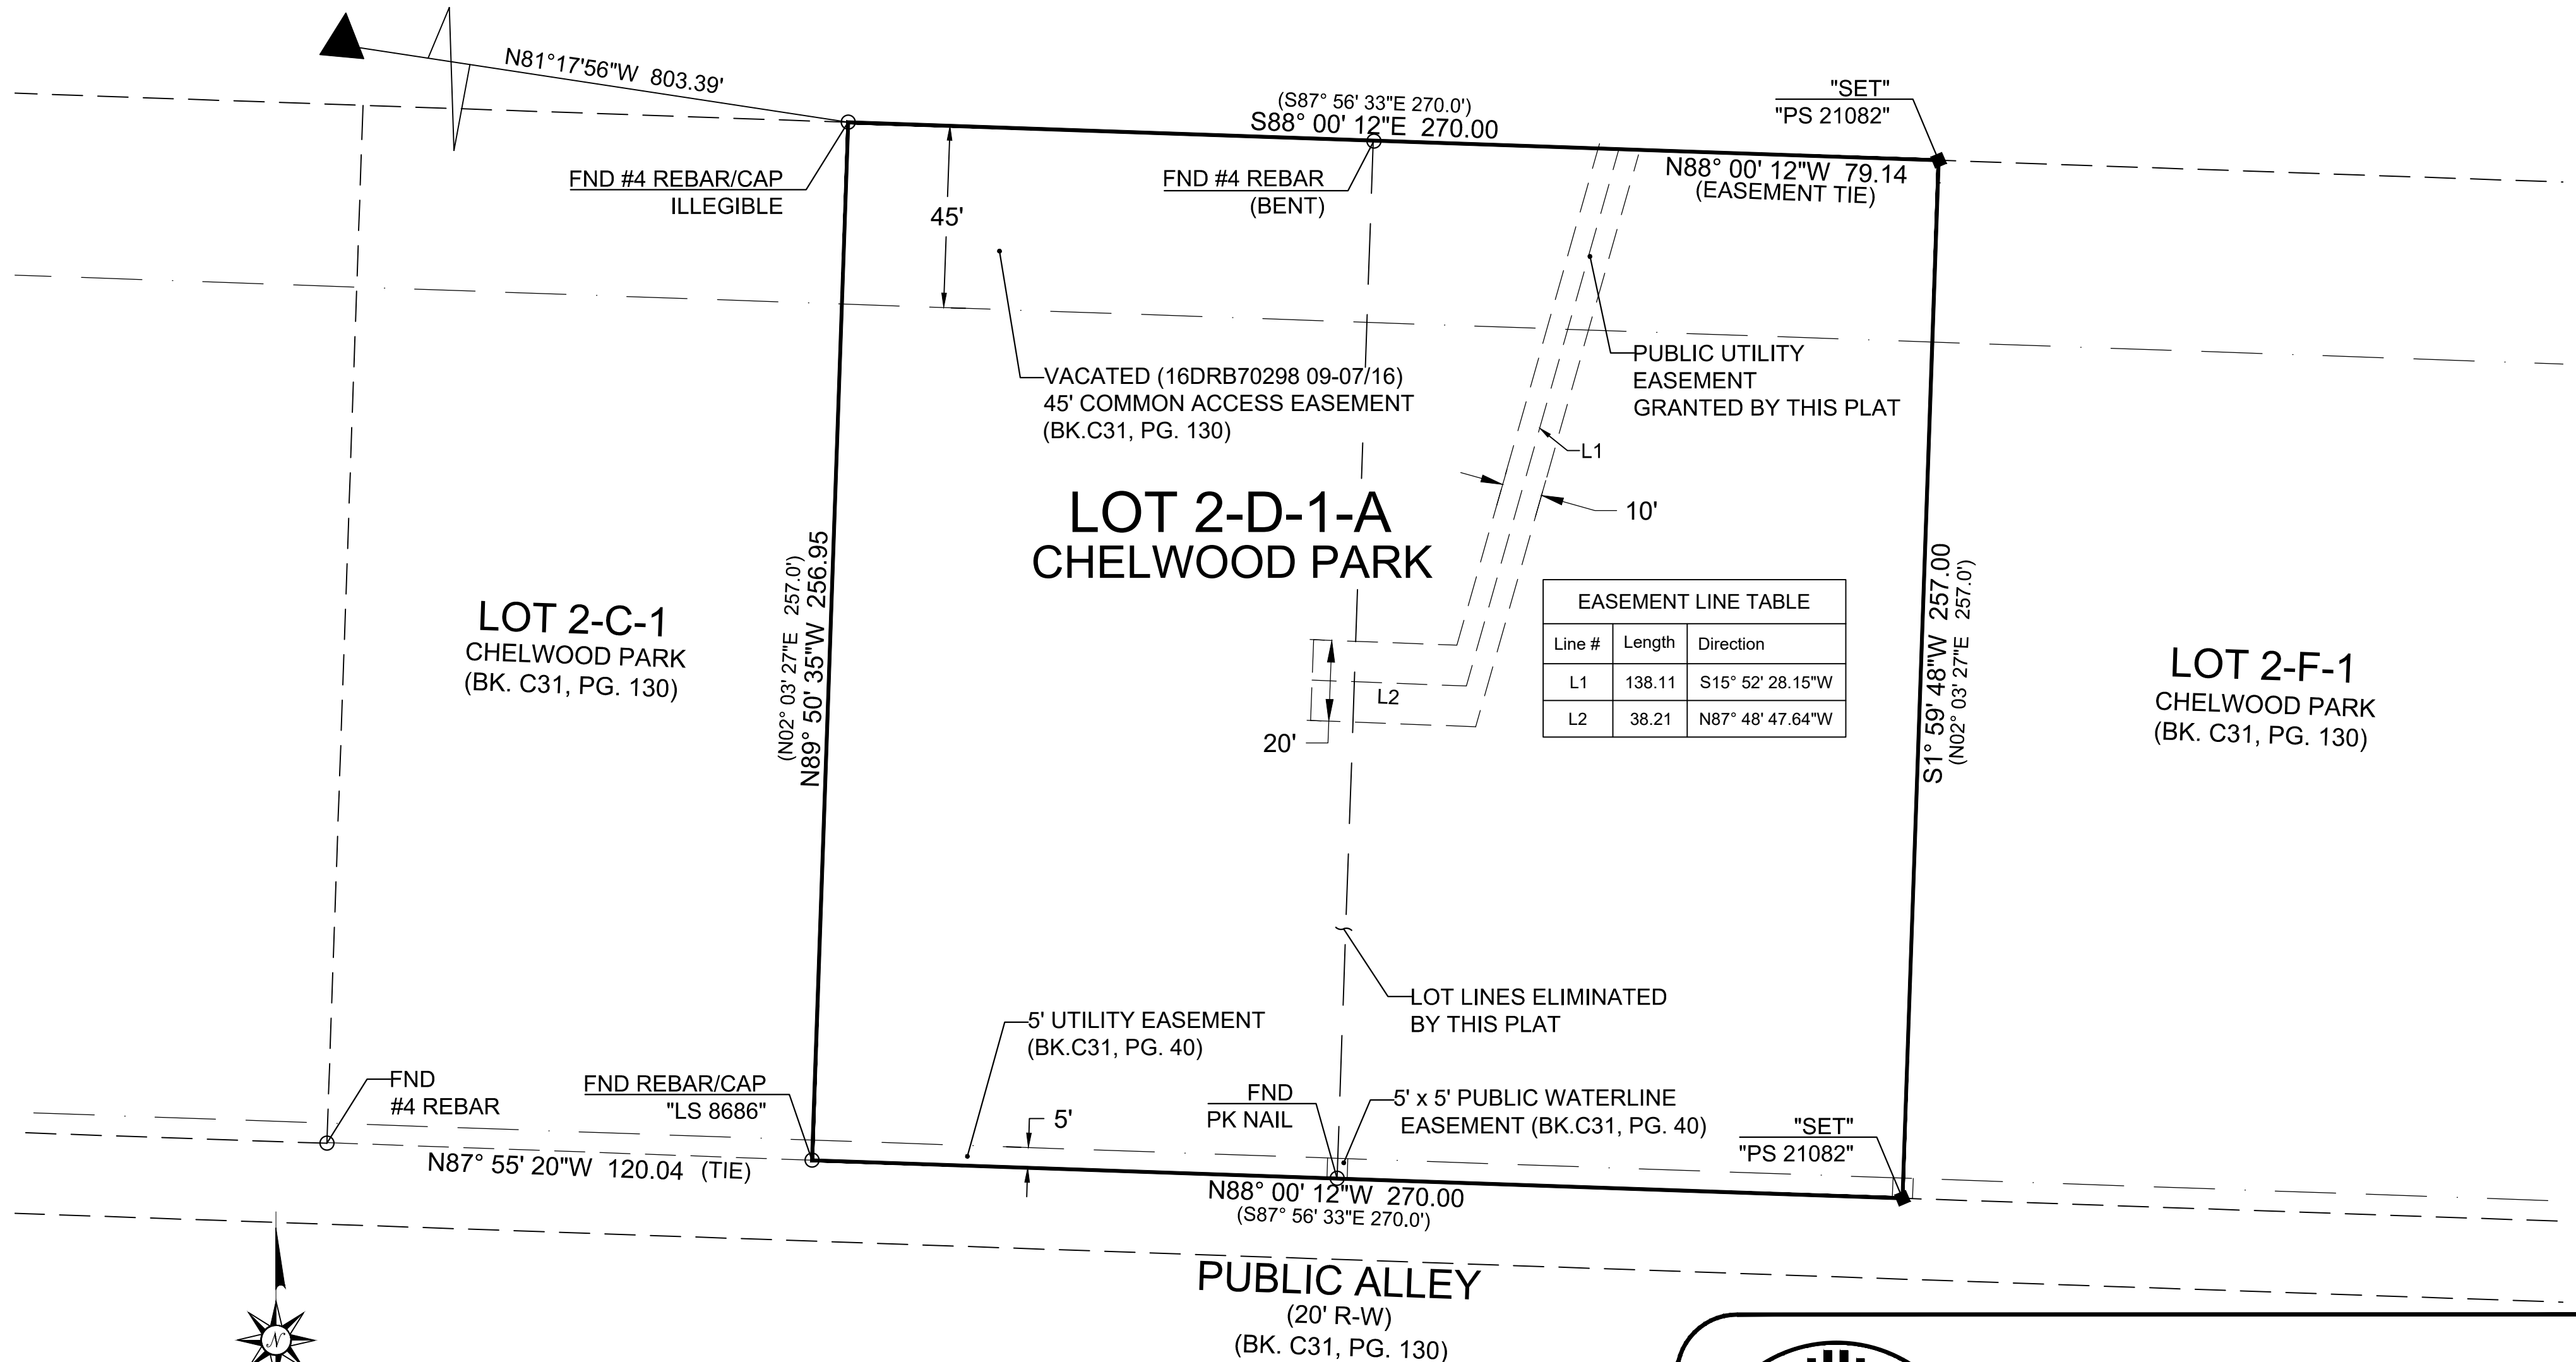 N81°17'56"W 803.39'
(S87° 56' 33"E 270.0')
S88° 00' 12"E 270.00
"SET"
"PS 21082"
N88° 00' 12"W 79.14
(EASEMENT TIE)
FND #4 REBAR/CAP
ILLEGIBLE
FND #4 REBAR
(BENT)
45'
VACATED (16DRB70298 09-07/16)
45' COMMON ACCESS EASEMENT
(BK.C31, PG. 130)
PUBLIC UTILITY
EASEMENT
GRANTED BY THIS PLAT
L1
10'
LOT 2-D-1-A
CHELWOOD PARK
LOT 2-C-1
CHELWOOD PARK
(BK. C31, PG. 130)
(N02° 03' 27"E 257.0')
N89° 50' 35"W 256.95
EASEMENT LINE TABLE
Line # Length Direction
L1 138.11 S15° 52' 28.15"W
L2 38.21 N87° 48' 47.64"W
L2
20'
S1° 59' 48"W 257.00
(N02° 03' 27"E 257.0')
LOT 2-F-1
CHELWOOD PARK
(BK. C31, PG. 130)
LOT LINES ELIMINATED
BY THIS PLAT
5' UTILITY EASEMENT
(BK.C31, PG. 40)
FND
#4 REBAR
FND REBAR/CAP
"LS 8686"
5'
FND
PK NAIL
5' x 5' PUBLIC WATERLINE
EASEMENT (BK.C31, PG. 40)
"SET"
"PS 21082"
N87° 55' 20"W 120.04 (TIE)
N88° 00' 12"W 270.00
(S87° 56' 33"E 270.0')
PUBLIC ALLEY
(20' R-W)
(BK. C31, PG. 130)
N